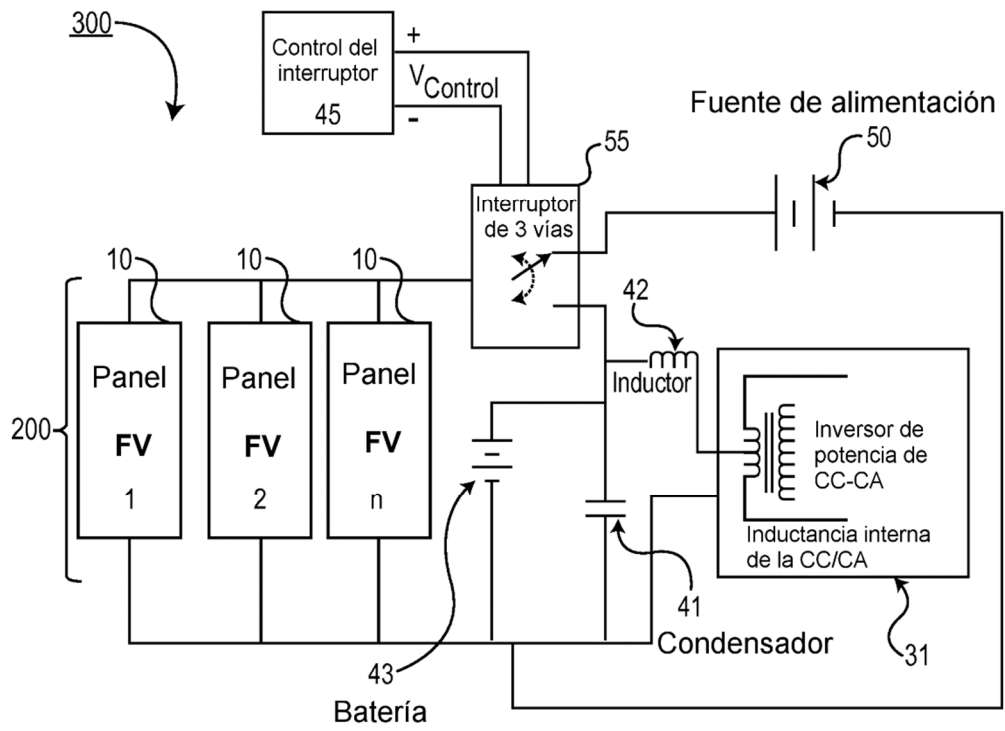 300
Control del
interruptor
45
+
VControl
-
Fuente de alimentación
50
55
Interruptor
de 3 vías
10
10
10
42
Inductor
200
Panel
FV
1
Panel
FV
2
Panel
FV
n
Inversor de
potencia de
CC-CA
Inductancia interna
de la CC/CA
41
Condensador
31
43
Batería